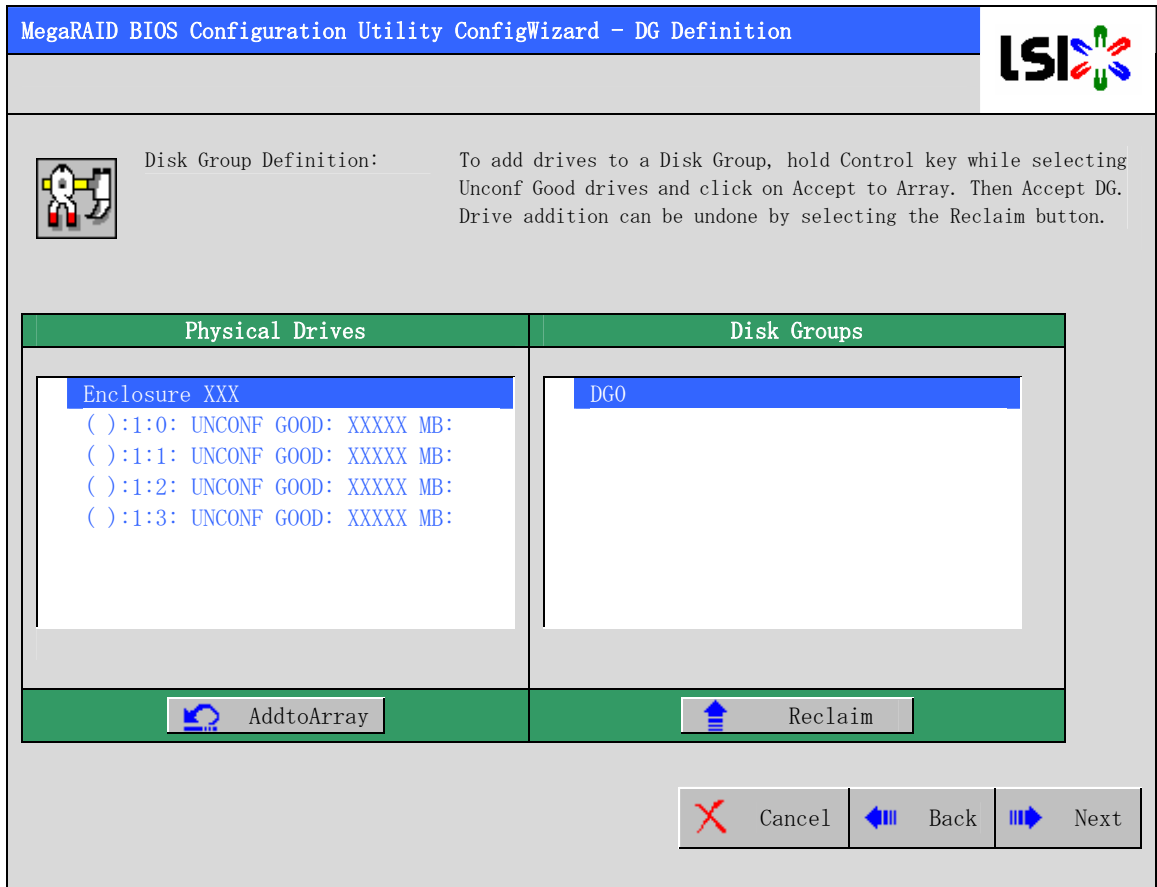 MegaRAID BIOS Configuration Utility ConfigWizard - DG Definition
LSI
Disk Group Definition:
To add drives to a Disk Group, hold Control key while selecting
Unconf Good drives and click on Accept to Array. Then Accept DG.
Drive addition can be undone by selecting the Reclaim button.
Physical Drives
Disk Groups
Enclosure XXX
( ):1:0: UNCONF GOOD: XXXXX MB:
( ):1:1: UNCONF GOOD: XXXXX MB:
( ):1:2: UNCONF GOOD: XXXXX MB:
( ):1:3: UNCONF GOOD: XXXXX MB:
DG0
AddtoArray
Reclaim
Cancel
Back
Next